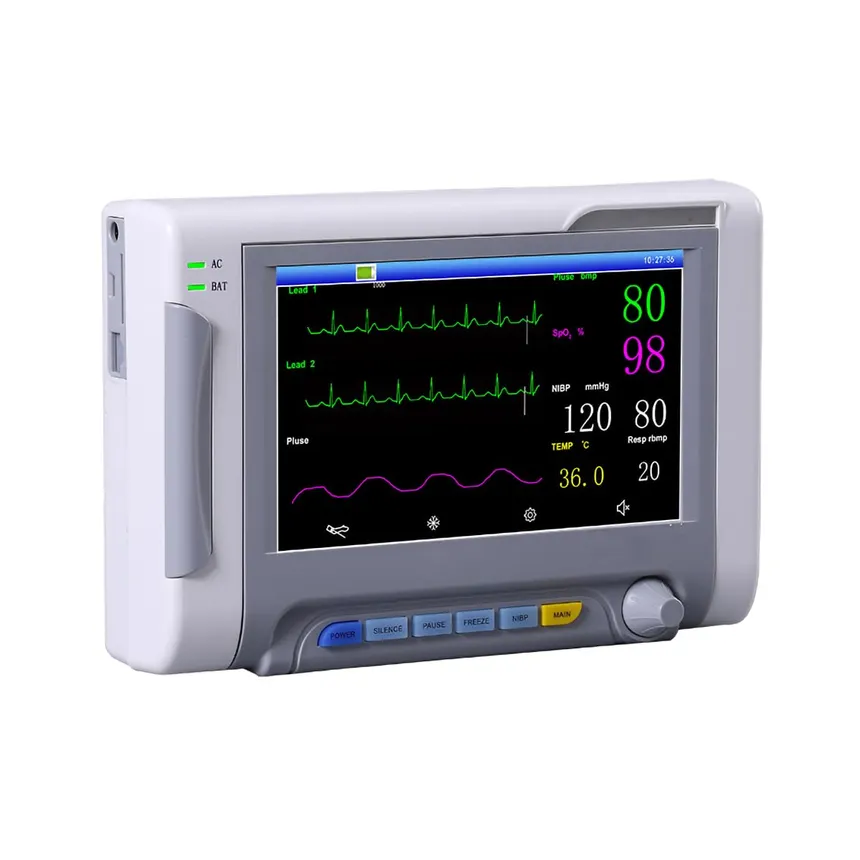 AC
BAT
10:27:36
1000
Lead 1
Pluse bmp
80
SpO₂ %
98
Lead 2
NIBP mmHg
120 80
Pluse
TEMP °C
Resp rbmp
36.0
20
POWER
SILENCE
PAUSE
FREEZE
NIBP
MAIN